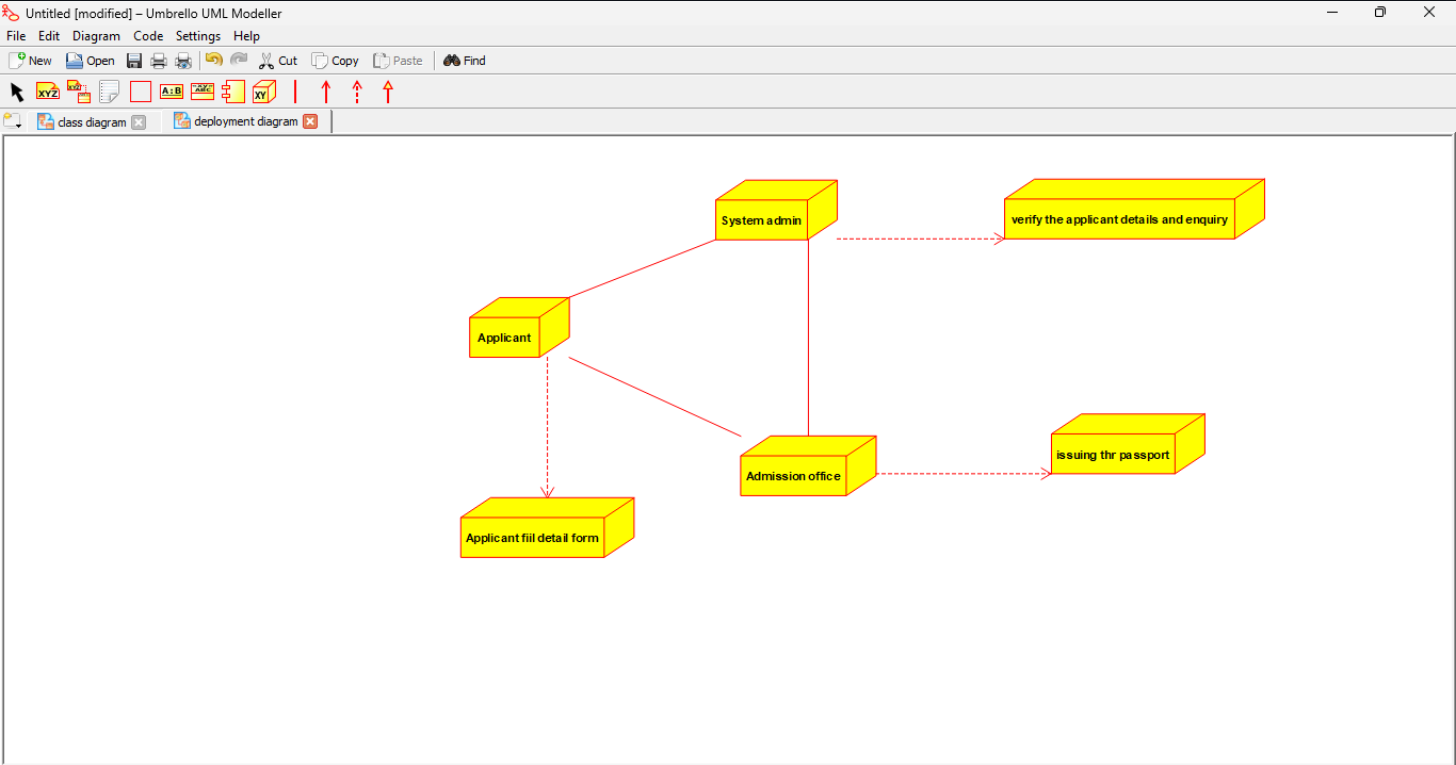 Untitled [modified] – Umbrello UML Modeller
File Edit Diagram Code Settings Help
New Open Cut Copy Paste Find
XYZ XYZ A:B ABC XY
class diagram deployment diagram
System admin
verify the applicant details and enquiry
Applicant
Admission office
issuing thr passport
Applicant fiil detail form